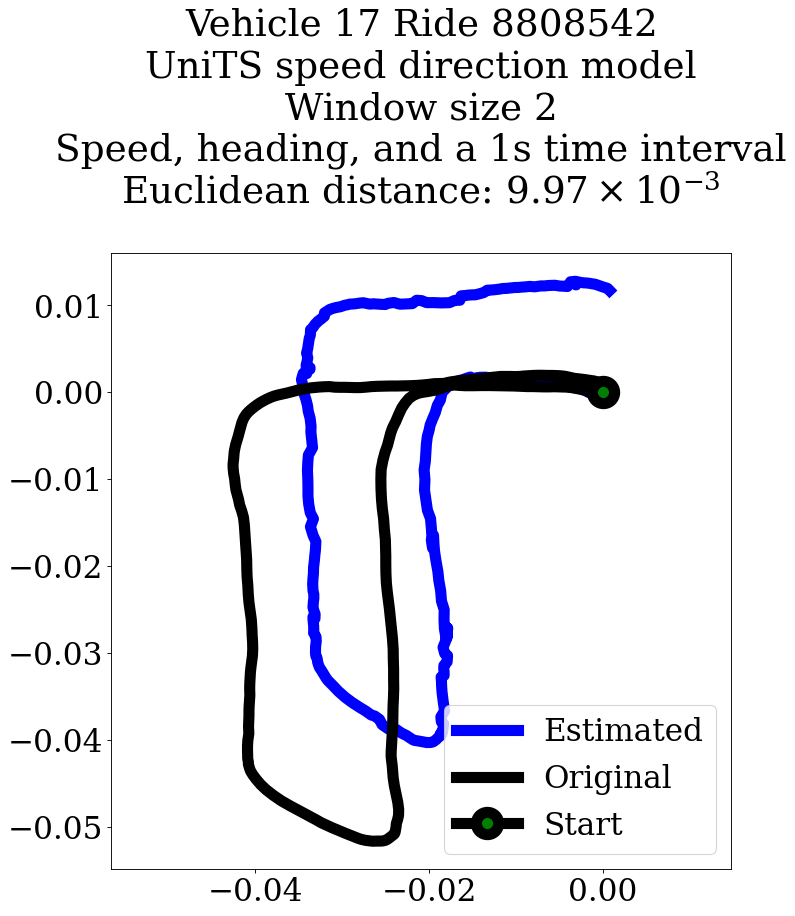 Vehicle 17 Ride 8808542
UniTS speed direction model
Window size 2
Speed, heading, and a 1s time interval
Euclidean distance: 9.97 × 10⁻³
0.01
0.00
−0.01
−0.02
−0.03
−0.04
−0.05
Estimated
Original
Start
−0.04 −0.02 0.00